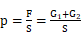 p = F/S = (G₁+G₂)/S